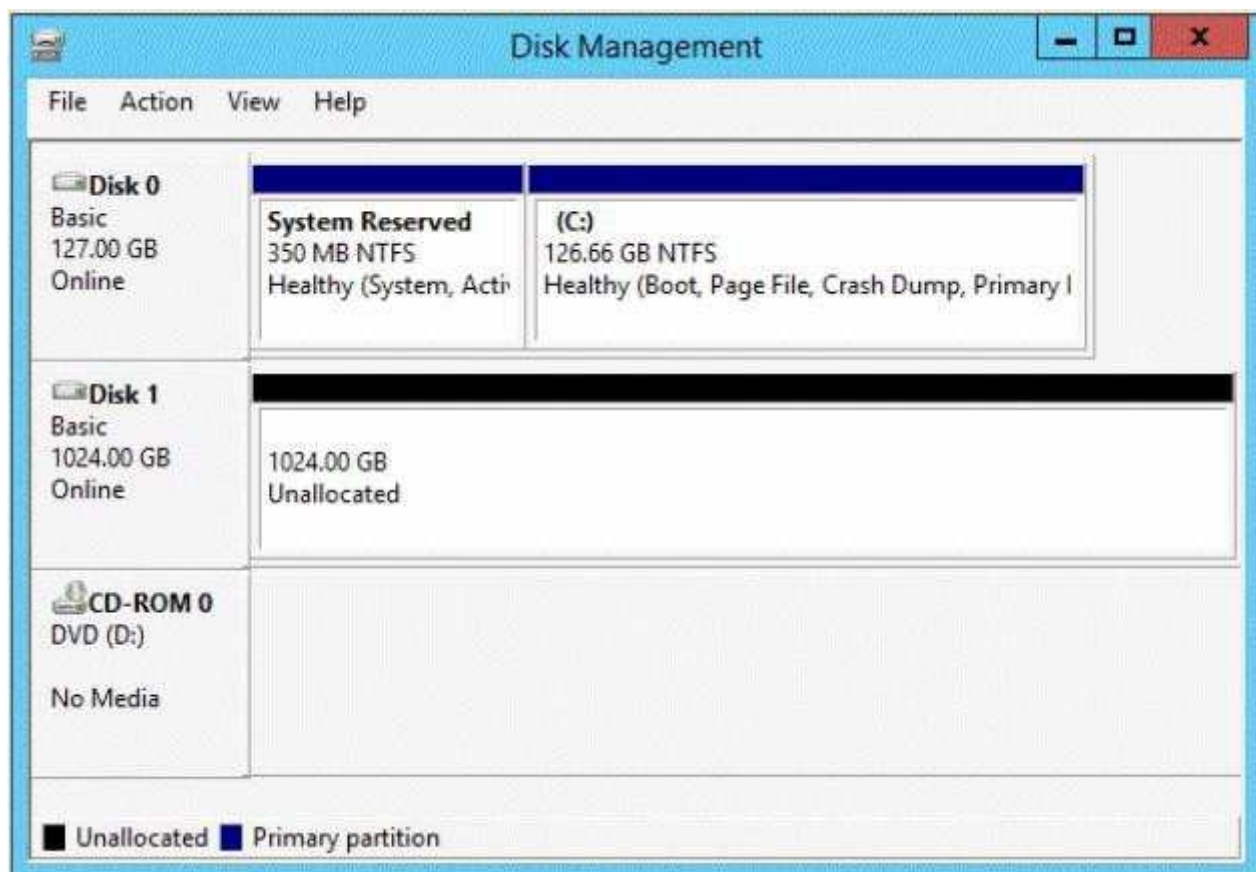 Disk Management
File Action View Help
Disk 0
Basic
127.00 GB
Online
System Reserved
350 MB NTFS
Healthy (System, Activ
(C:)
126.66 GB NTFS
Healthy (Boot, Page File, Crash Dump, Primary I
Disk 1
Basic
1024.00 GB
Online
1024.00 GB
Unallocated
CD-ROM 0
DVD (D:)
No Media
Unallocated Primary partition